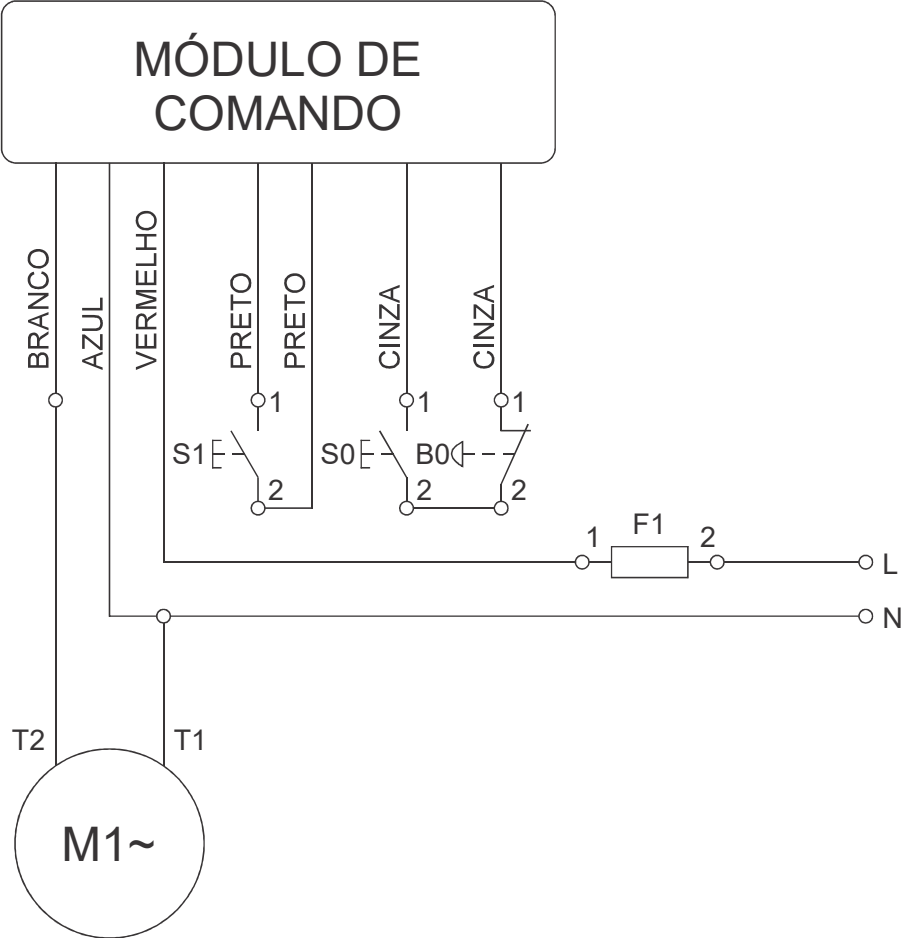 MÓDULO DE
COMANDO
BRANCO
AZUL
VERMELHO
PRETO
PRETO
CINZA
CINZA
1
1
1
S1
S0
B0
2
2
2
1
F1
2
L
N
T2
T1
M1~